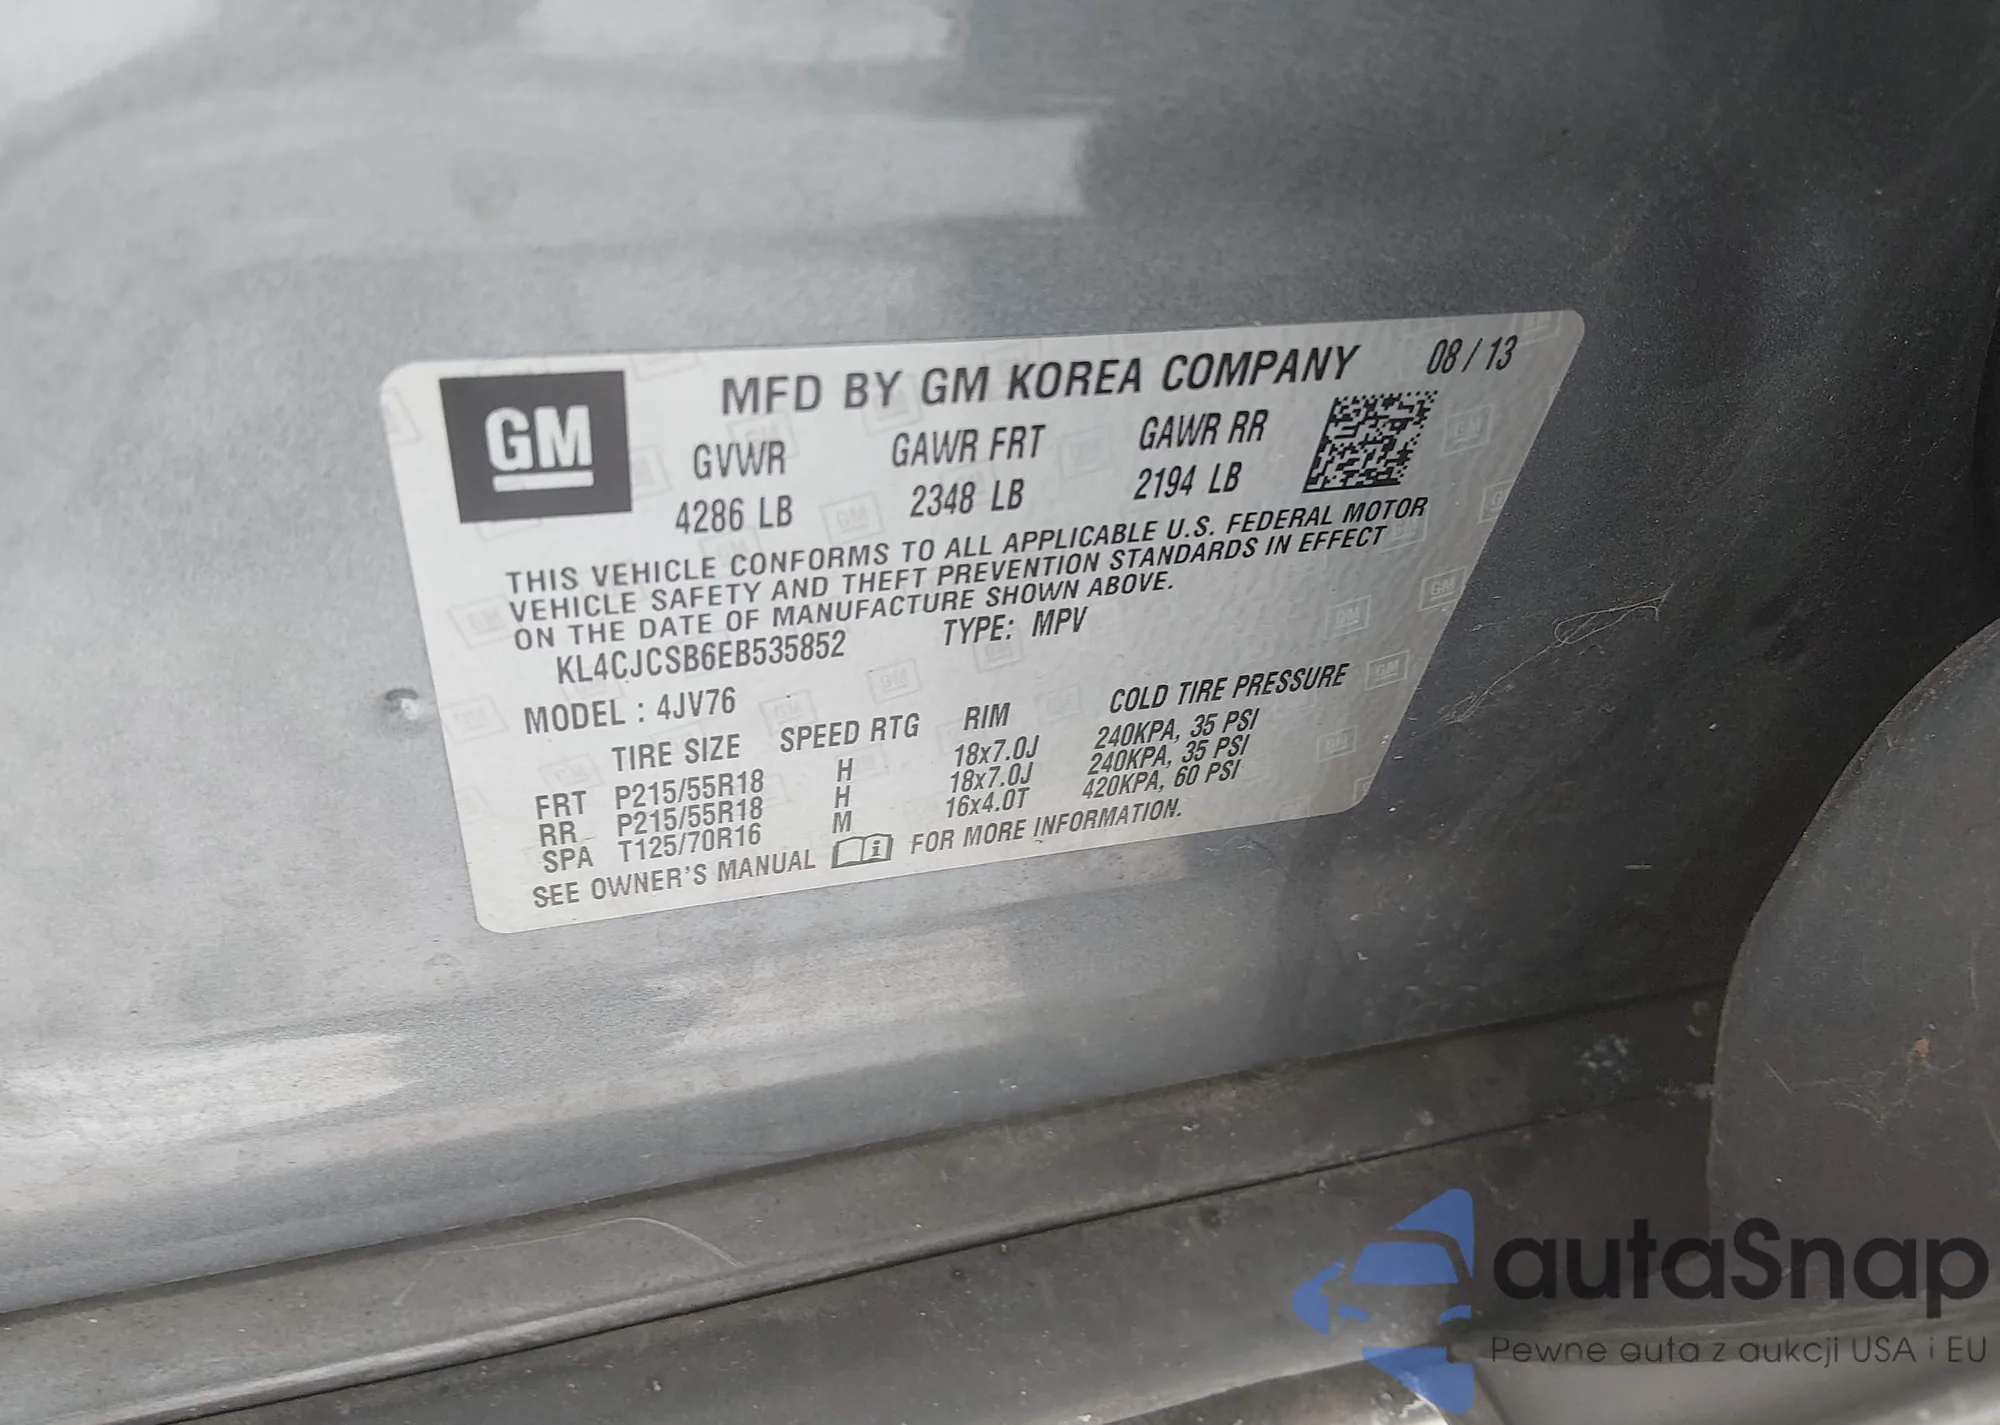 GM
MFD BY GM KOREA COMPANY 08 / 13
GVWR GAWR FRT GAWR RR
4286 LB 2348 LB 2194 LB
THIS VEHICLE CONFORMS TO ALL APPLICABLE U.S. FEDERAL MOTOR
VEHICLE SAFETY AND THEFT PREVENTION STANDARDS IN EFFECT
ON THE DATE OF MANUFACTURE SHOWN ABOVE.
KL4CJCSB6EB535852 TYPE: MPV
MODEL : 4JV76
TIRE SIZE SPEED RTG RIM COLD TIRE PRESSURE
FRT P215/55R18 H 18x7.0J 240KPA, 35 PSI
RR P215/55R18 H 18x7.0J 240KPA, 35 PSI
SPA T125/70R16 M 16x4.0T 420KPA, 60 PSI
SEE OWNER'S MANUAL FOR MORE INFORMATION.
autaSnap
Pewne auta z aukcji USA i EU